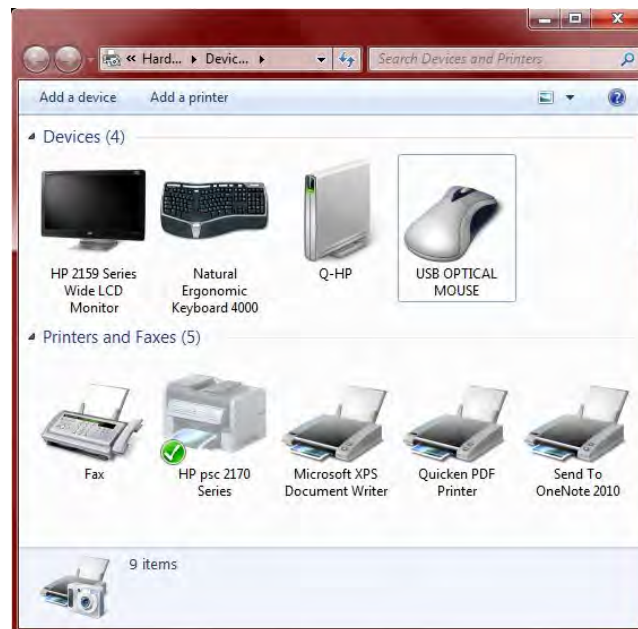 « Hard... ▸ Devic... ▸
Search Devices and Printers
Add a device Add a printer
Devices (4)
HP 2159 Series
Wide LCD
Monitor
Natural
Ergonomic
Keyboard 4000
Q-HP
USB OPTICAL
MOUSE
Printers and Faxes (5)
Fax
HP psc 2170
Series
Microsoft XPS
Document Writer
Quicken PDF
Printer
Send To
OneNote 2010
9 items